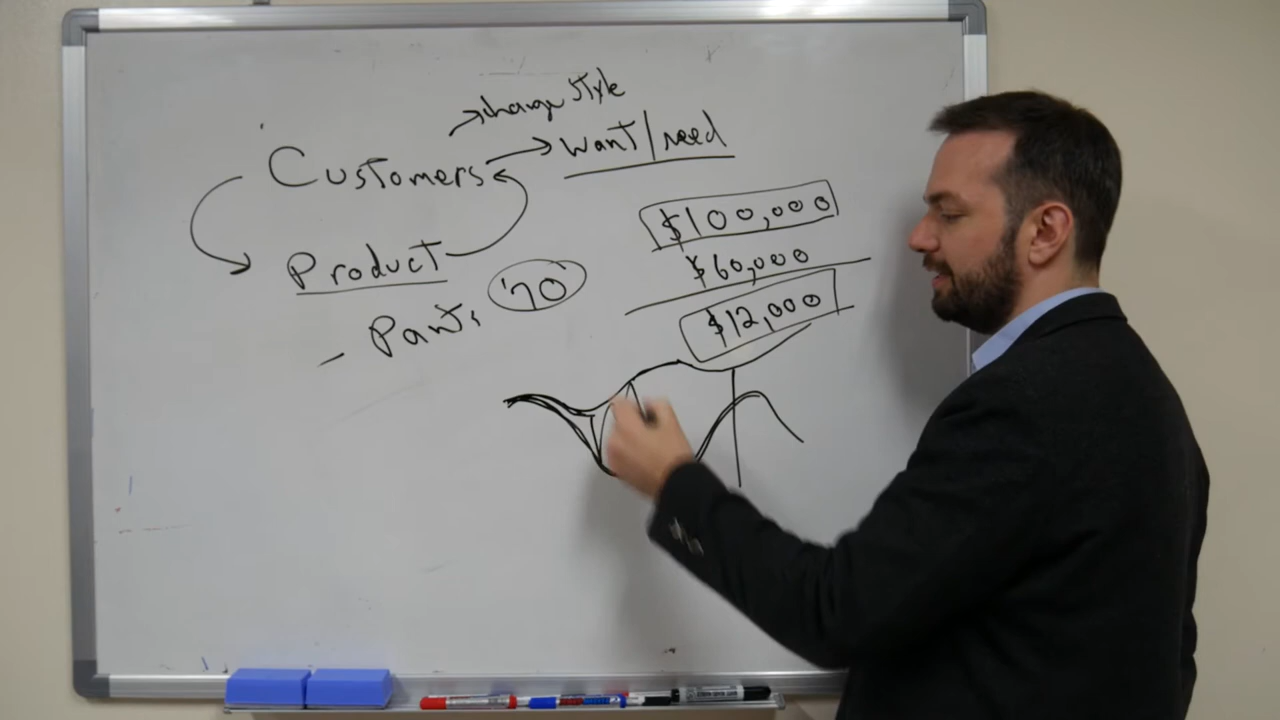 change style
Customers → want/need
Product
- Pants '70'
$100,000
$60,000
$12,000